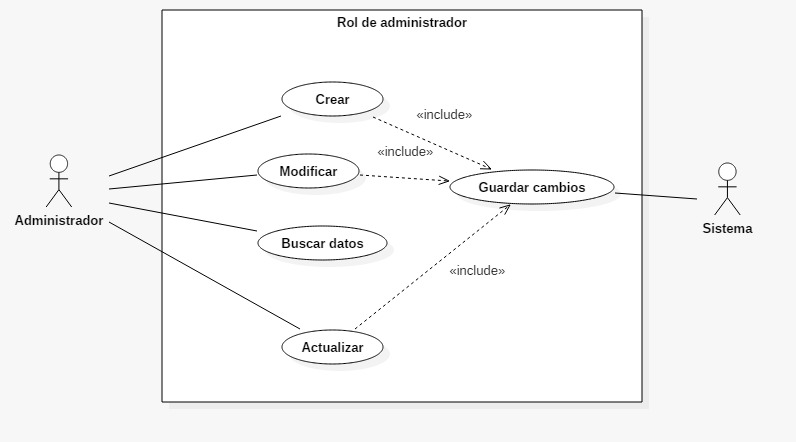 Rol de administrador
Crear
«include»
«include»
Modificar
Guardar cambios
Administrador
Sistema
Buscar datos
«include»
Actualizar